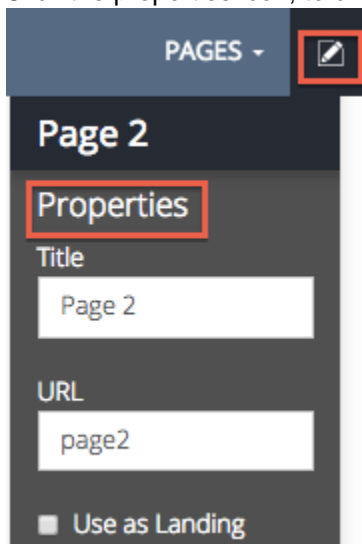 PAGES
Page 2
Properties
Title
Page 2
URL
page2
Use as Landing